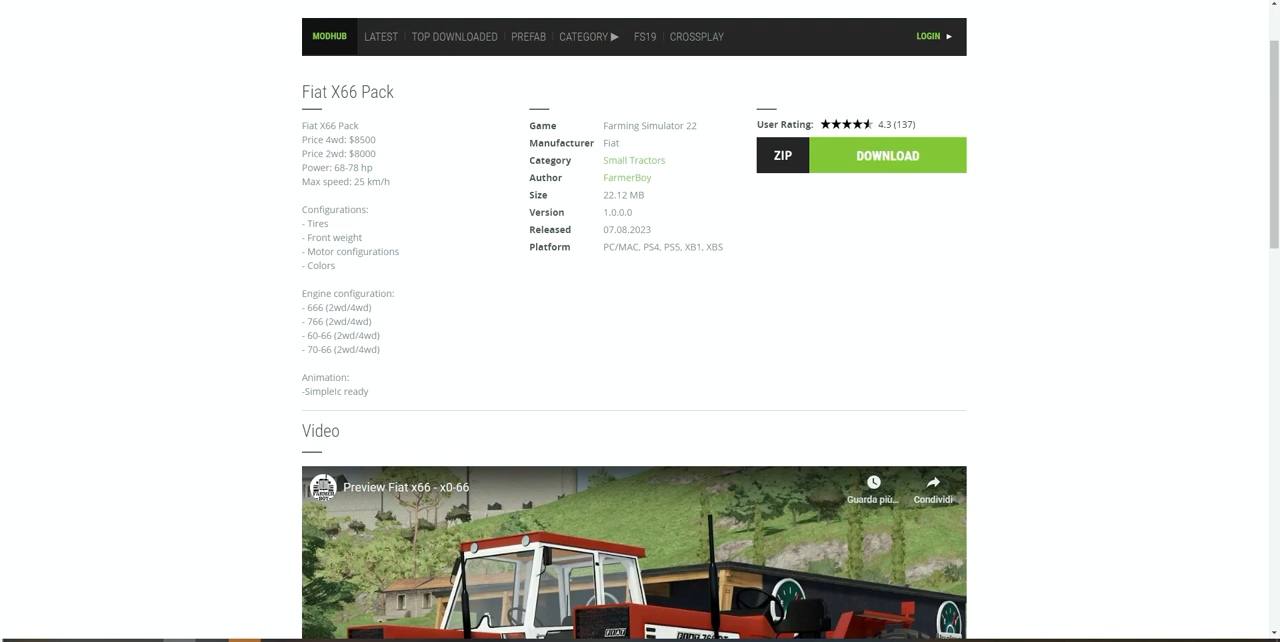 MODHUB LATEST TOP DOWNLOADED PREFAB CATEGORY ▶ FS19 CROSSPLAY LOGIN ►
Fiat X66 Pack
Fiat X66 Pack
Price 4wd: $8500
Price 2wd: $8000
Power: 68-78 hp
Max speed: 25 km/h
Configurations:
- Tires
- Front weight
- Motor configurations
- Colors
Engine configuration:
- 666 (2wd/4wd)
- 766 (2wd/4wd)
- 60-66 (2wd/4wd)
- 70-66 (2wd/4wd)
Animation:
-SimpleIc ready
Game Farming Simulator 22
Manufacturer Fiat
Category Small Tractors
Author FarmerBoy
Size 22.12 MB
Version 1.0.0.0
Released 07.08.2023
Platform PC/MAC, PS4, PS5, XB1, XBS
User Rating: 4.3 (137)
ZIP DOWNLOAD
Video
Preview Fiat x66 - x0-66
Guarda più... Condividi
FIAT